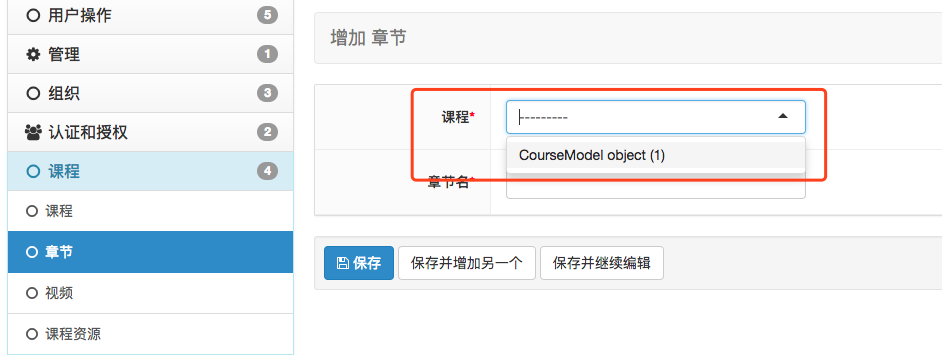 用户操作 5
管理 1
组织 3
认证和授权 2
课程 4
课程
章节
视频
课程资源
增加 章节
课程* ---------
CourseModel object (1)
章节名*
保存 保存并增加另一个 保存并继续编辑